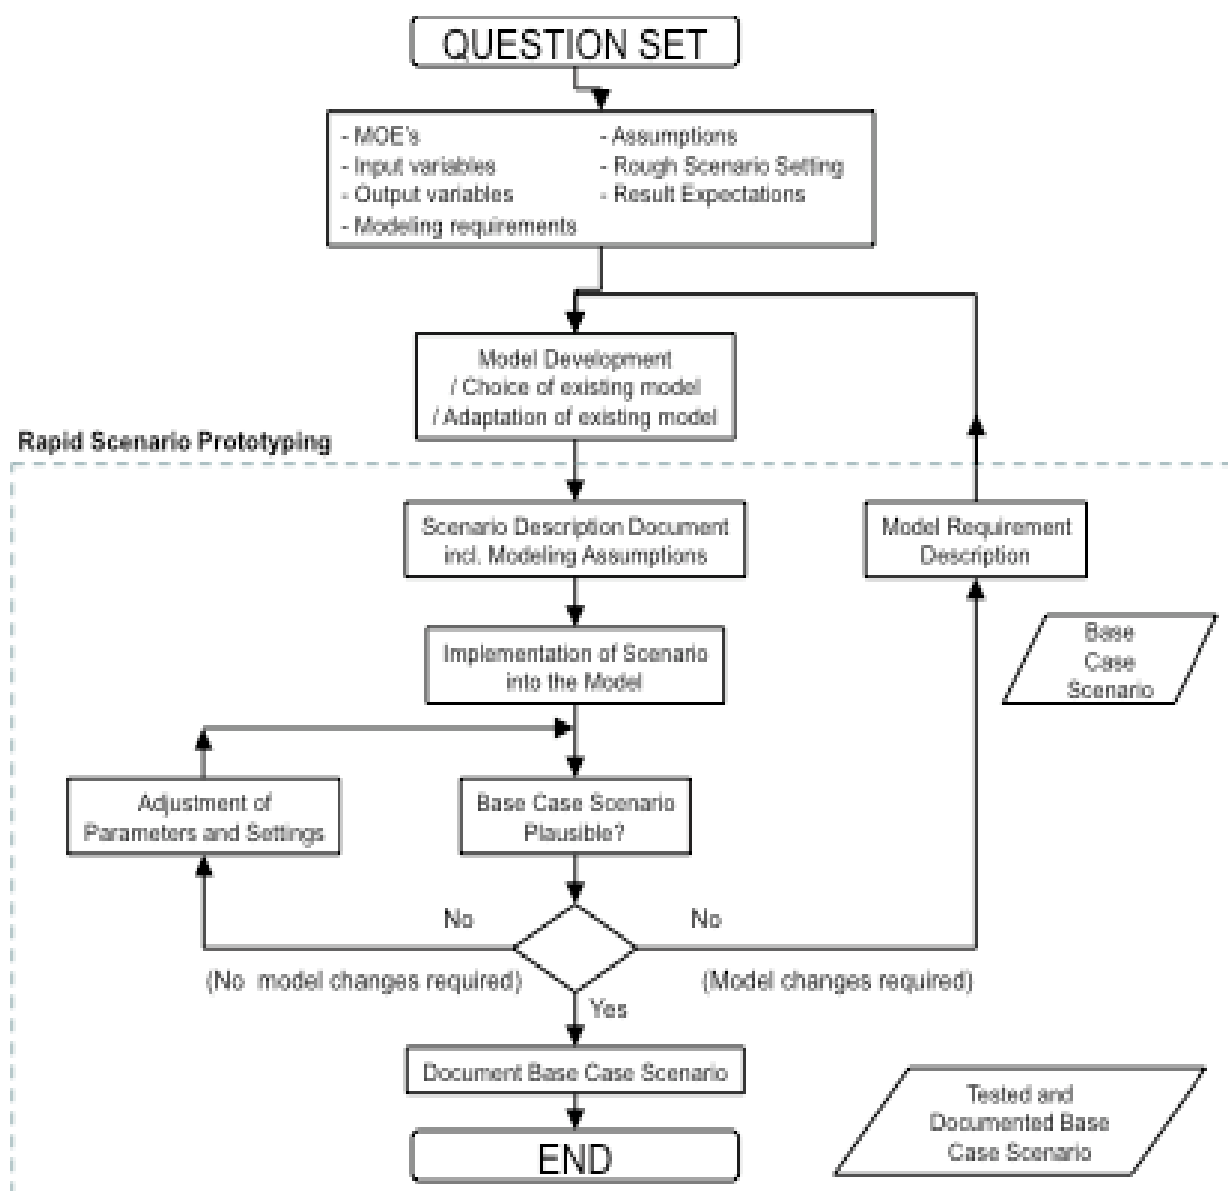 QUESTION SET
- MOE's
- Input variables
- Output variables
- Modeling requirements
- Assumptions
- Rough Scenario Setting
- Result Expectations
Model Development
/ Choice of existing model
/ Adaptation of existing model
Rapid Scenario Prototyping
Scenario Description Document
incl. Modeling Assumptions
Model Requirement
Description
Implementation of Scenario
into the Model
Base
Case
Scenario
Adjustment of
Parameters and Settings
Base Case Scenario
Plausible?
No
No
(No model changes required)
(Model changes required)
Yes
Document Base Case Scenario
END
Tested and
Documented Base
Case Scenario